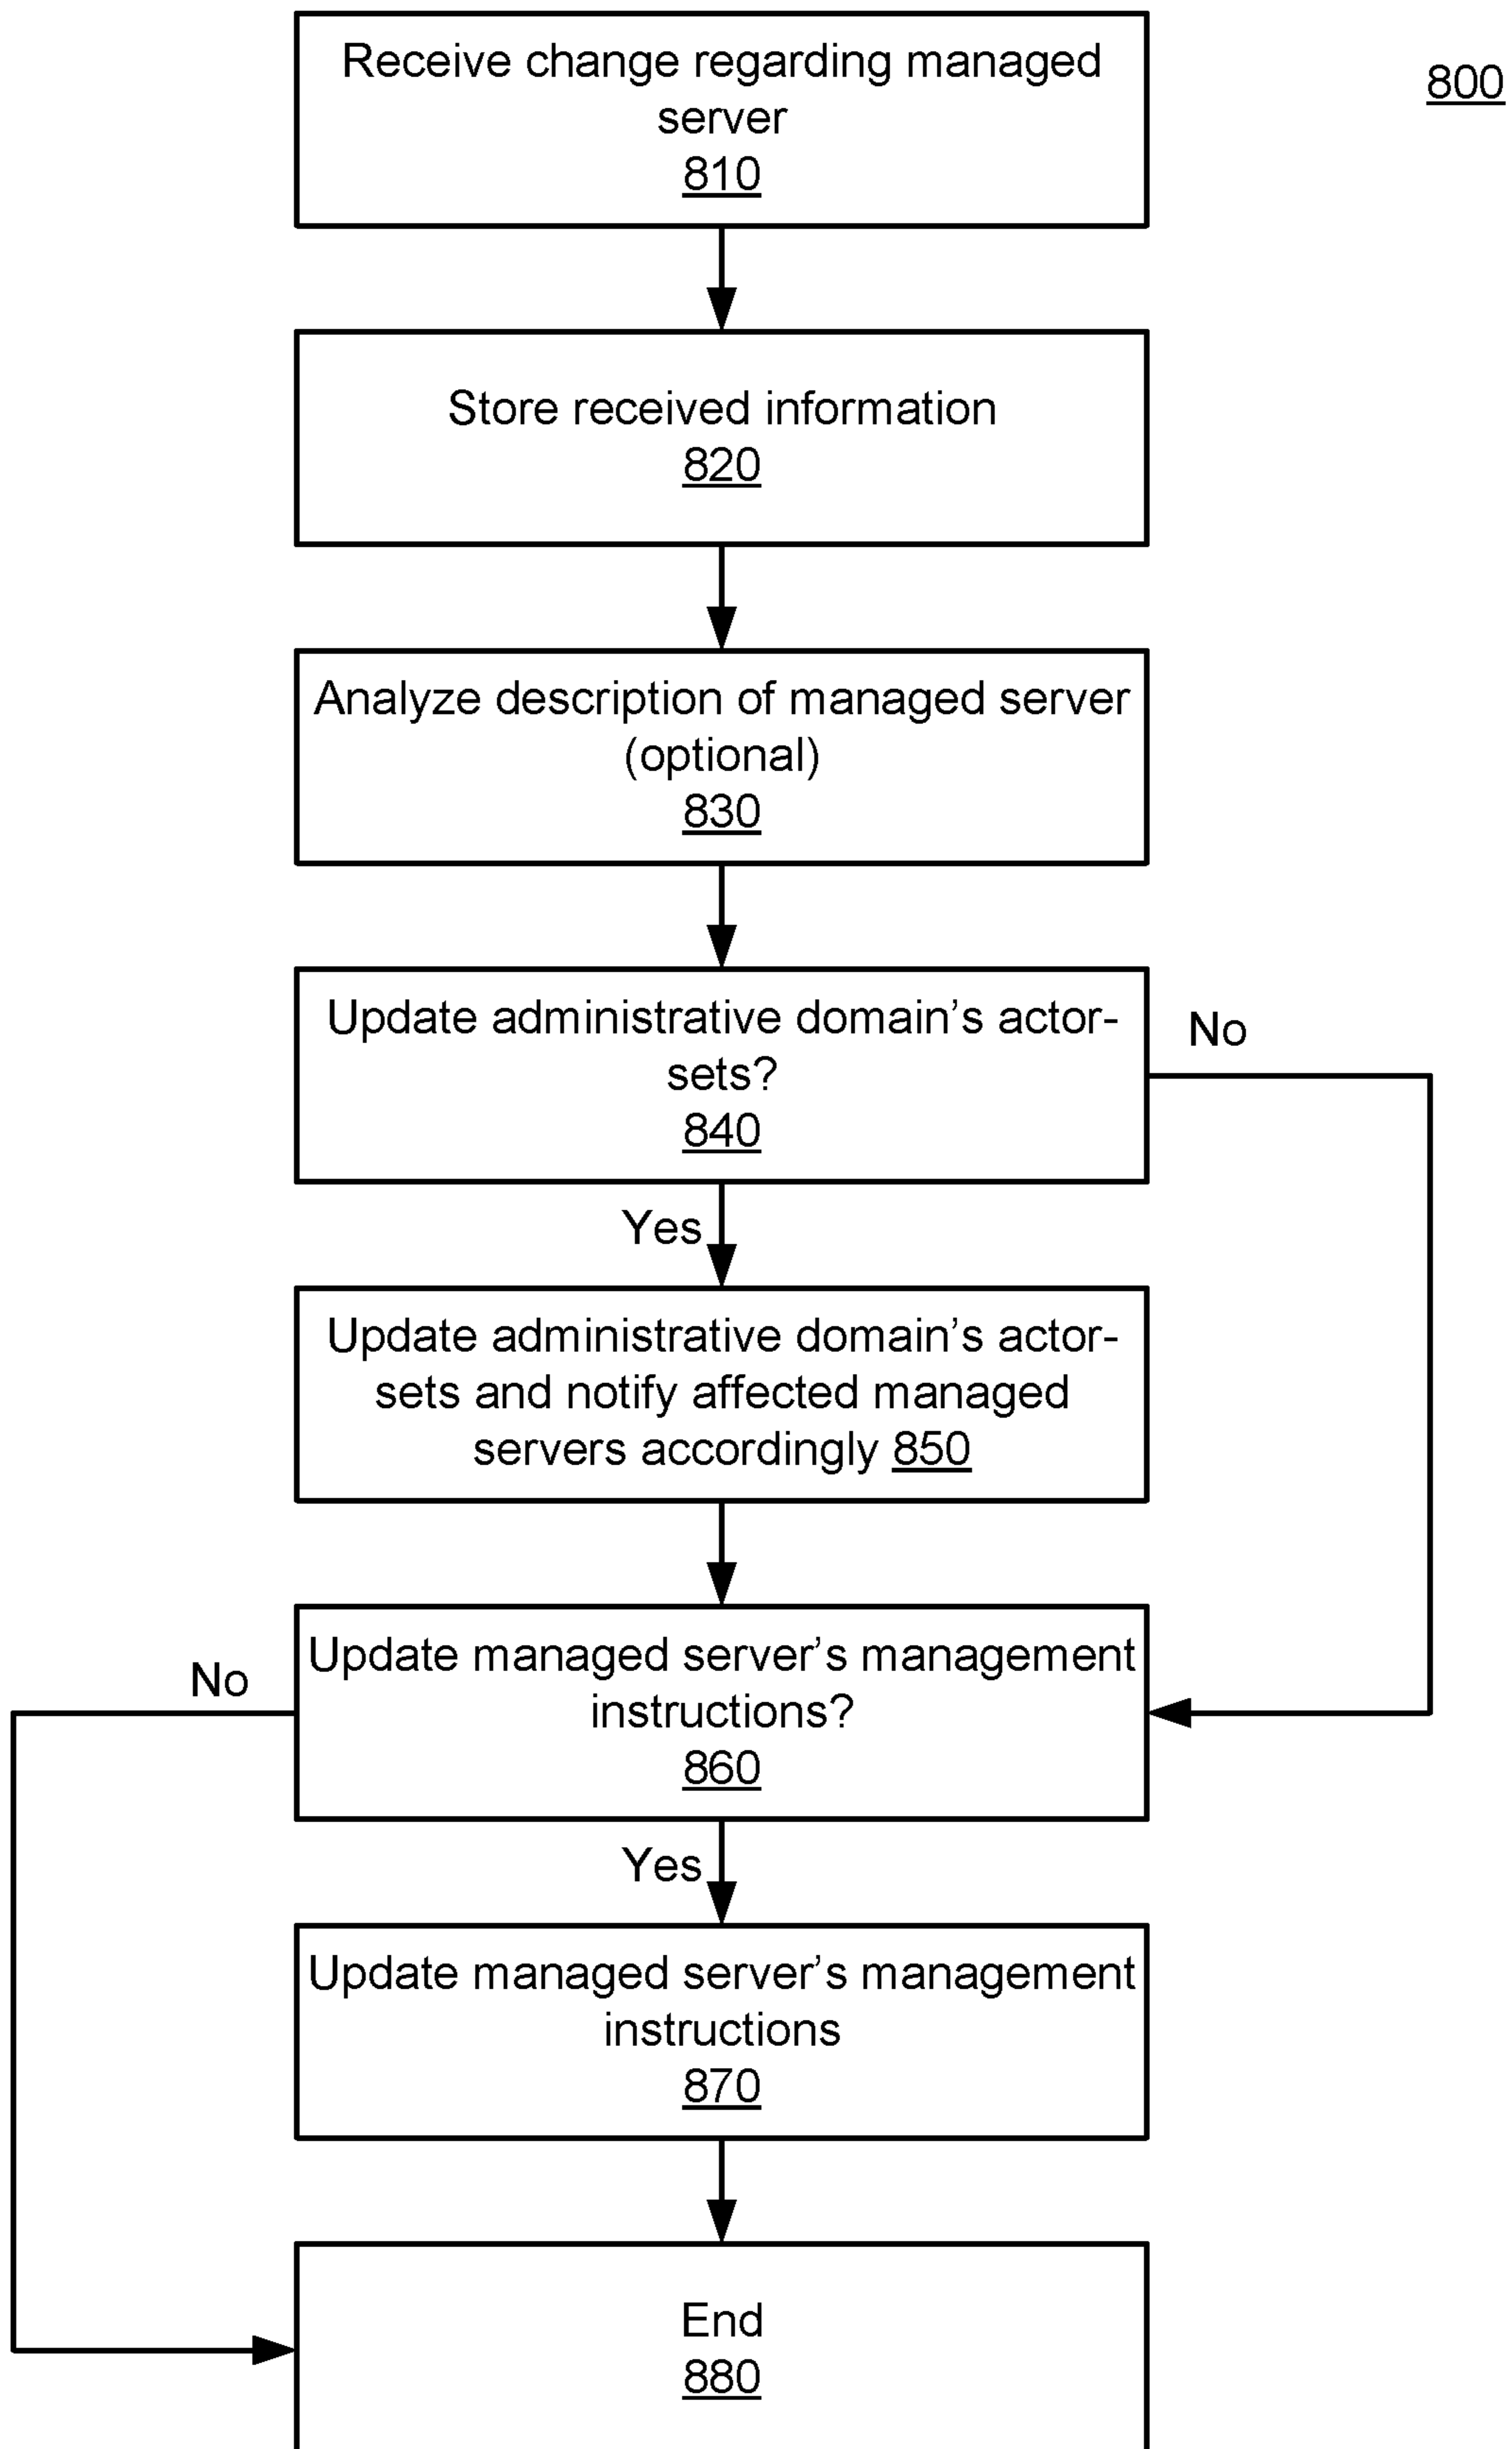 Receive change regarding managed
server
810
800
Store received information
820
Analyze description of managed server
(optional)
830
Update administrative domain’s actor-
sets?
840
No
Yes
Update administrative domain’s actor-
sets and notify affected managed
servers accordingly 850
Update managed server’s management
instructions?
860
No
Yes
Update managed server’s management
instructions
870
End
880